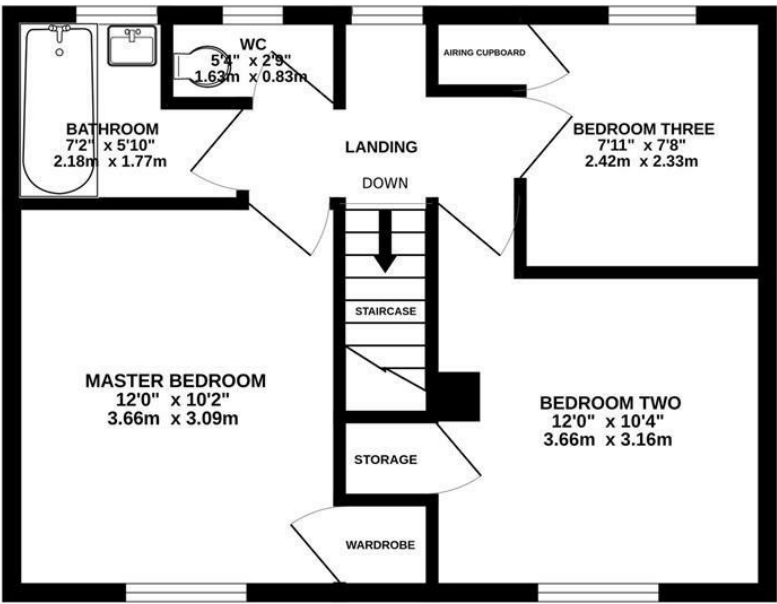 WC
5'4" x 2'9"
1.63m x 0.83m
AIRING CUPBOARD
BATHROOM
7'2" x 5'10"
2.18m x 1.77m
LANDING
DOWN
BEDROOM THREE
7'11" x 7'8"
2.42m x 2.33m
STAIRCASE
MASTER BEDROOM
12'0" x 10'2"
3.66m x 3.09m
BEDROOM TWO
12'0" x 10'4"
3.66m x 3.16m
STORAGE
WARDROBE